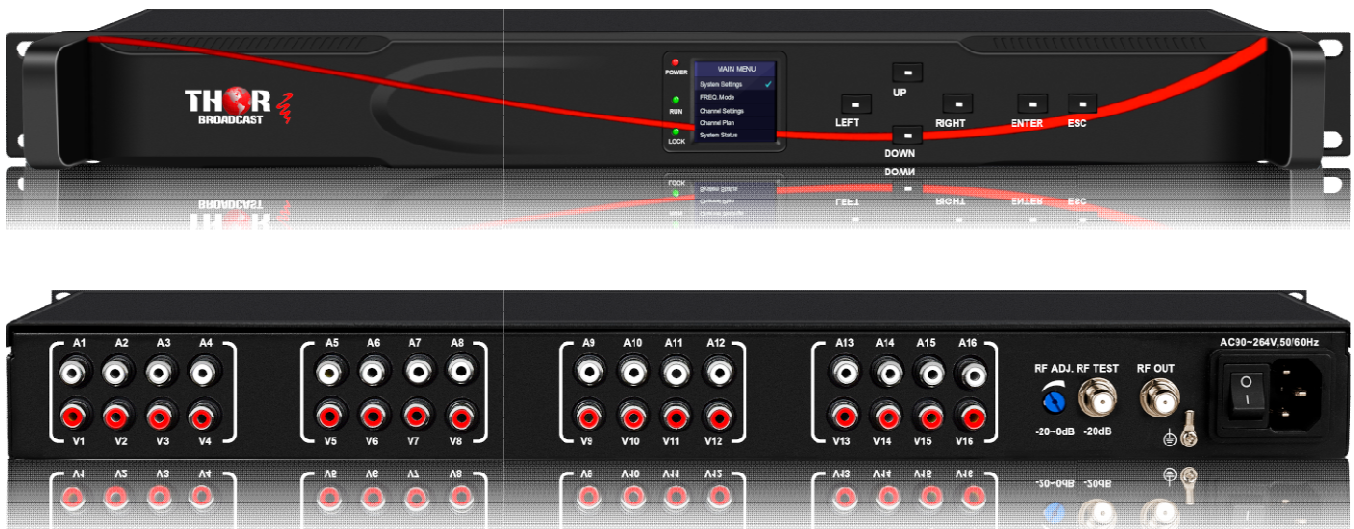 THOR
BROADCAST
POWER
RUN
LOCK
MAIN MENU
System Settings
FREQ. Mode
Channel Settings
Channel Plan
System Status
UP
LEFT
RIGHT
ENTER
ESC
DOWN
A1 A2 A3 A4
V1 V2 V3 V4
A5 A6 A7 A8
V5 V6 V7 V8
A9 A10 A11 A12
V9 V10 V11 V12
A13 A14 A15 A16
V13 V14 V15 V16
RF ADJ. RF TEST RF OUT
-20~0dB -20dB
AC90~264V,50/60Hz
O
I